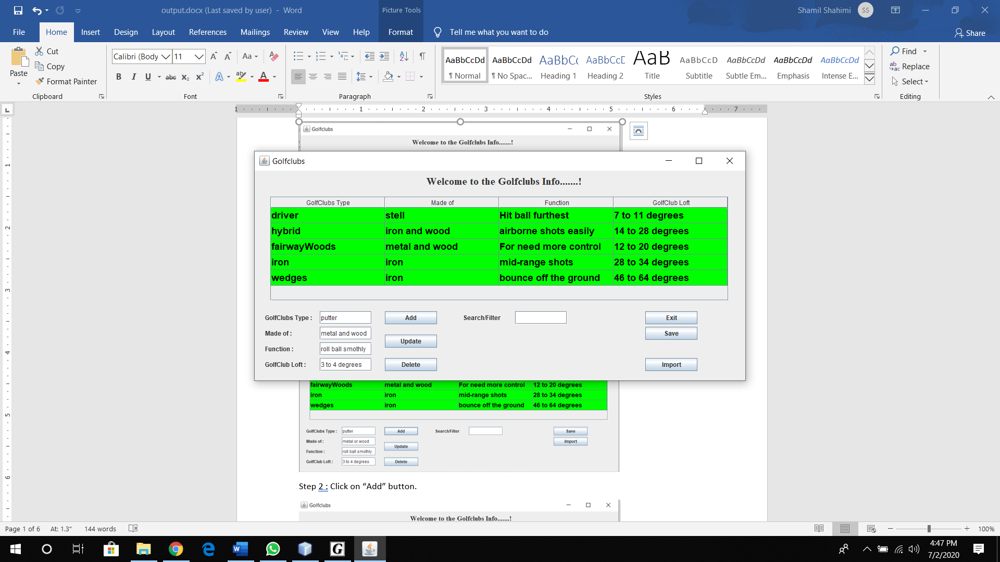 output.docx (Last saved by user) - Word
Picture Tools
Shamil Shahimi
SS
File Home Insert Design Layout References Mailings Review View Help Format Tell me what you want to do Share
Paste
Cut
Copy
Format Painter
Clipboard
Calibri (Body 11
Font
Paragraph
AaBbCcDd AaBbCcDd AaBbCc AaBbCcC AaB AaBbCcD AaBbCcDd AaBbCcDd AaBbCcDd
¶ Normal ¶ No Spac... Heading 1 Heading 2 Title Subtitle Subtle Em... Emphasis Intense E...
Styles
Find
Replace
Select
Editing
1 1 2 3 4 5 6 7
Golfclubs
Welcome to the Golfclubs Info.......!
Golfclubs
Welcome to the Golfclubs Info.......!
GolfClubs Type Made of Function GolfClub Loft
driver stell Hit ball furthest 7 to 11 degrees
hybrid iron and wood airborne shots easily 14 to 28 degrees
fairwayWoods metal and wood For need more control 12 to 20 degrees
iron iron mid-range shots 28 to 34 degrees
wedges iron bounce off the ground 46 to 64 degrees
GolfClubs Type : putter Add Search/Filter Exit
Made of : metal and wood Save
Update
Function : roll ball smothly
GolfClub Loft : 3 to 4 degrees Delete Import
fairwayWoods metal and wood For need more control 12 to 20 degrees
iron iron mid-range shots 28 to 34 degrees
wedges iron bounce off the ground 46 to 64 degrees
GolfClubs Type : putter Add Search/Filter Save
Made of : metal or wood Import
Update
Function : roll ball smothly
GolfClub Loft : 3 to 4 degrees Delete
Step 2 : Click on “Add” button.
Golfclubs
Welcome to the Golfclubs Info.......!
Page 1 of 6 At: 1.3" 144 words 100%
4:47 PM
7/2/2020